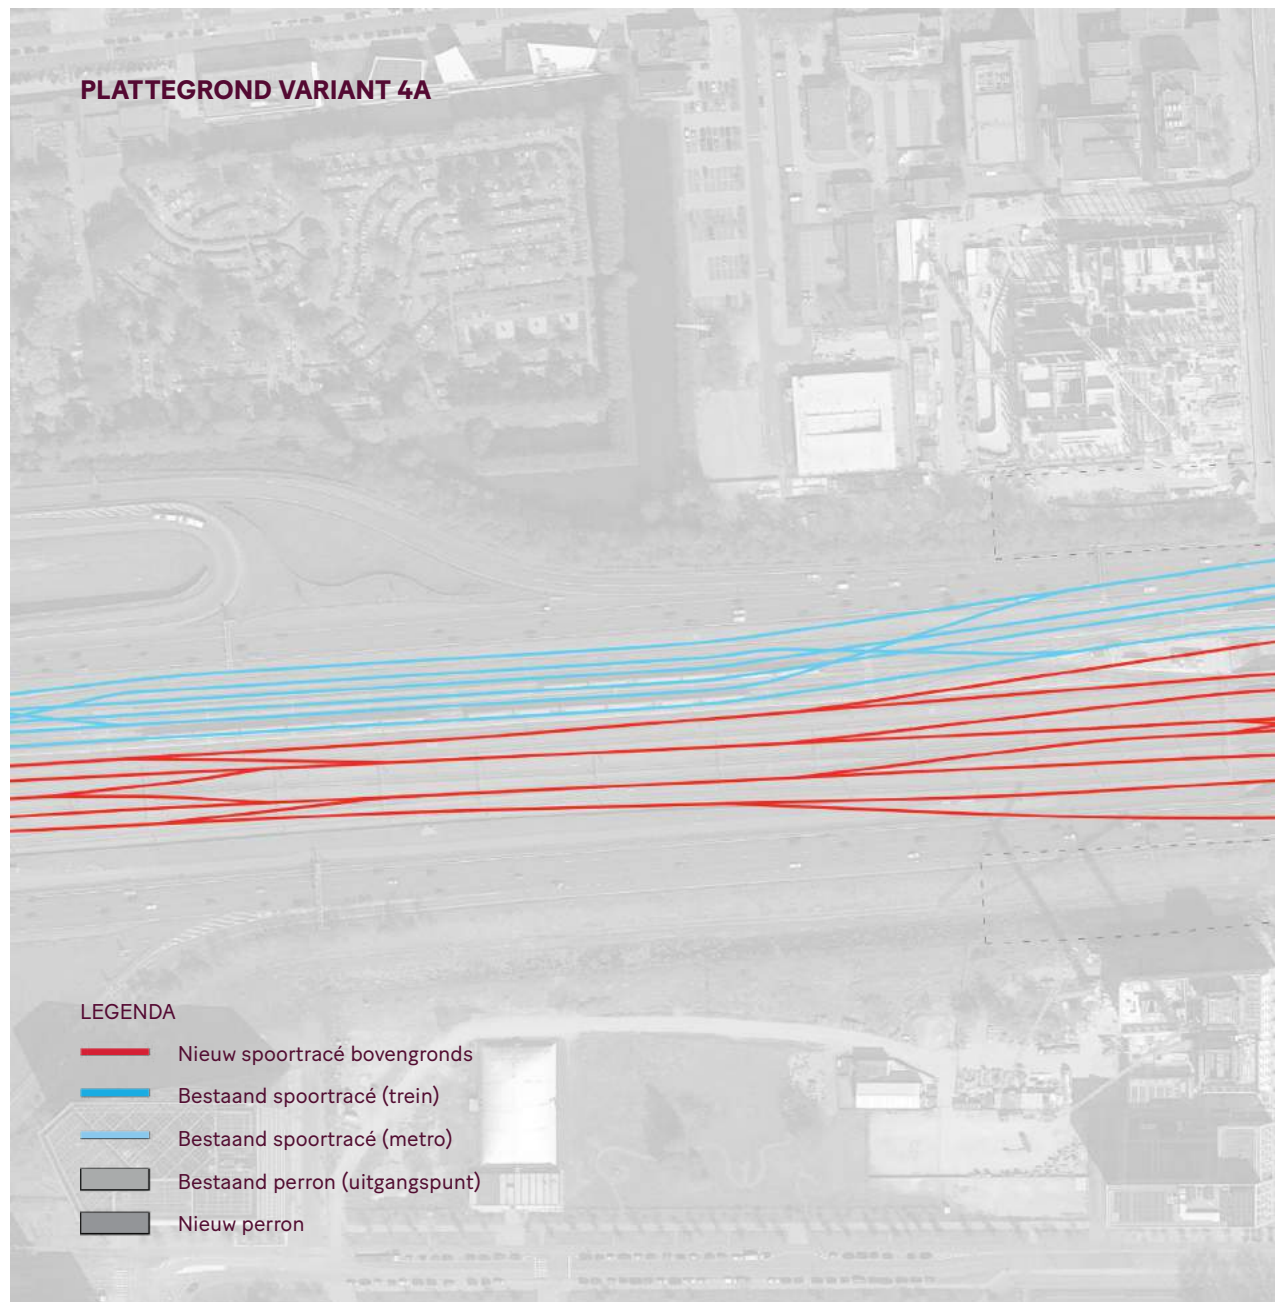 PLATTEGROND VARIANT 4A
LEGENDA
Nieuw spoortracé bovengronds
Bestaand spoortracé (trein)
Bestaand spoortracé (metro)
Bestaand perron (uitgangspunt)
Nieuw perron